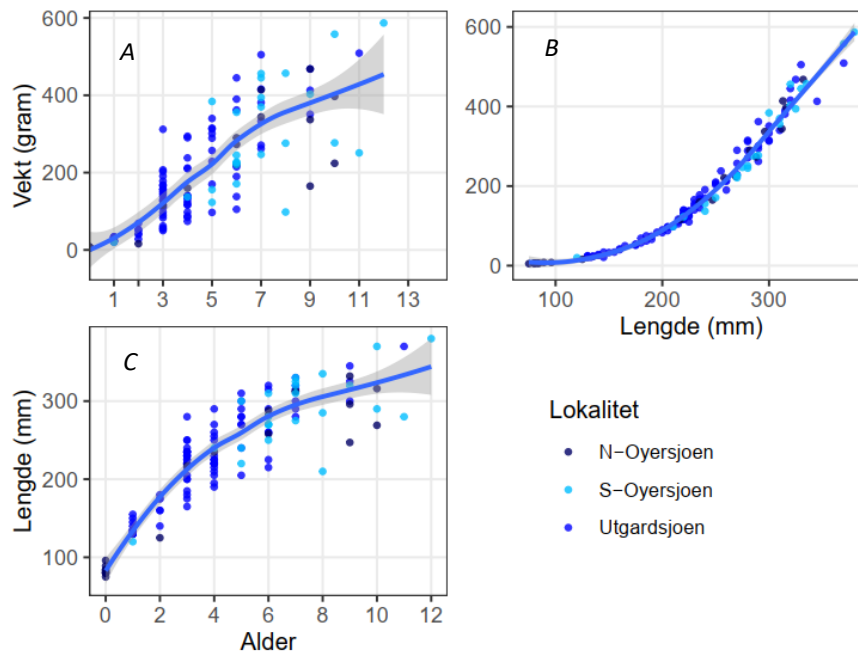 A
B
Vekt (gram)
600
400
200
0
1
3
5
7
9
11
13
600
400
200
0
100
200
300
Lengde (mm)
C
Lengde (mm)
300
200
100
0
2
4
6
8
10
12
Alder
Lokalitet
N−Oyersjoen
S−Oyersjoen
Utgardsjoen